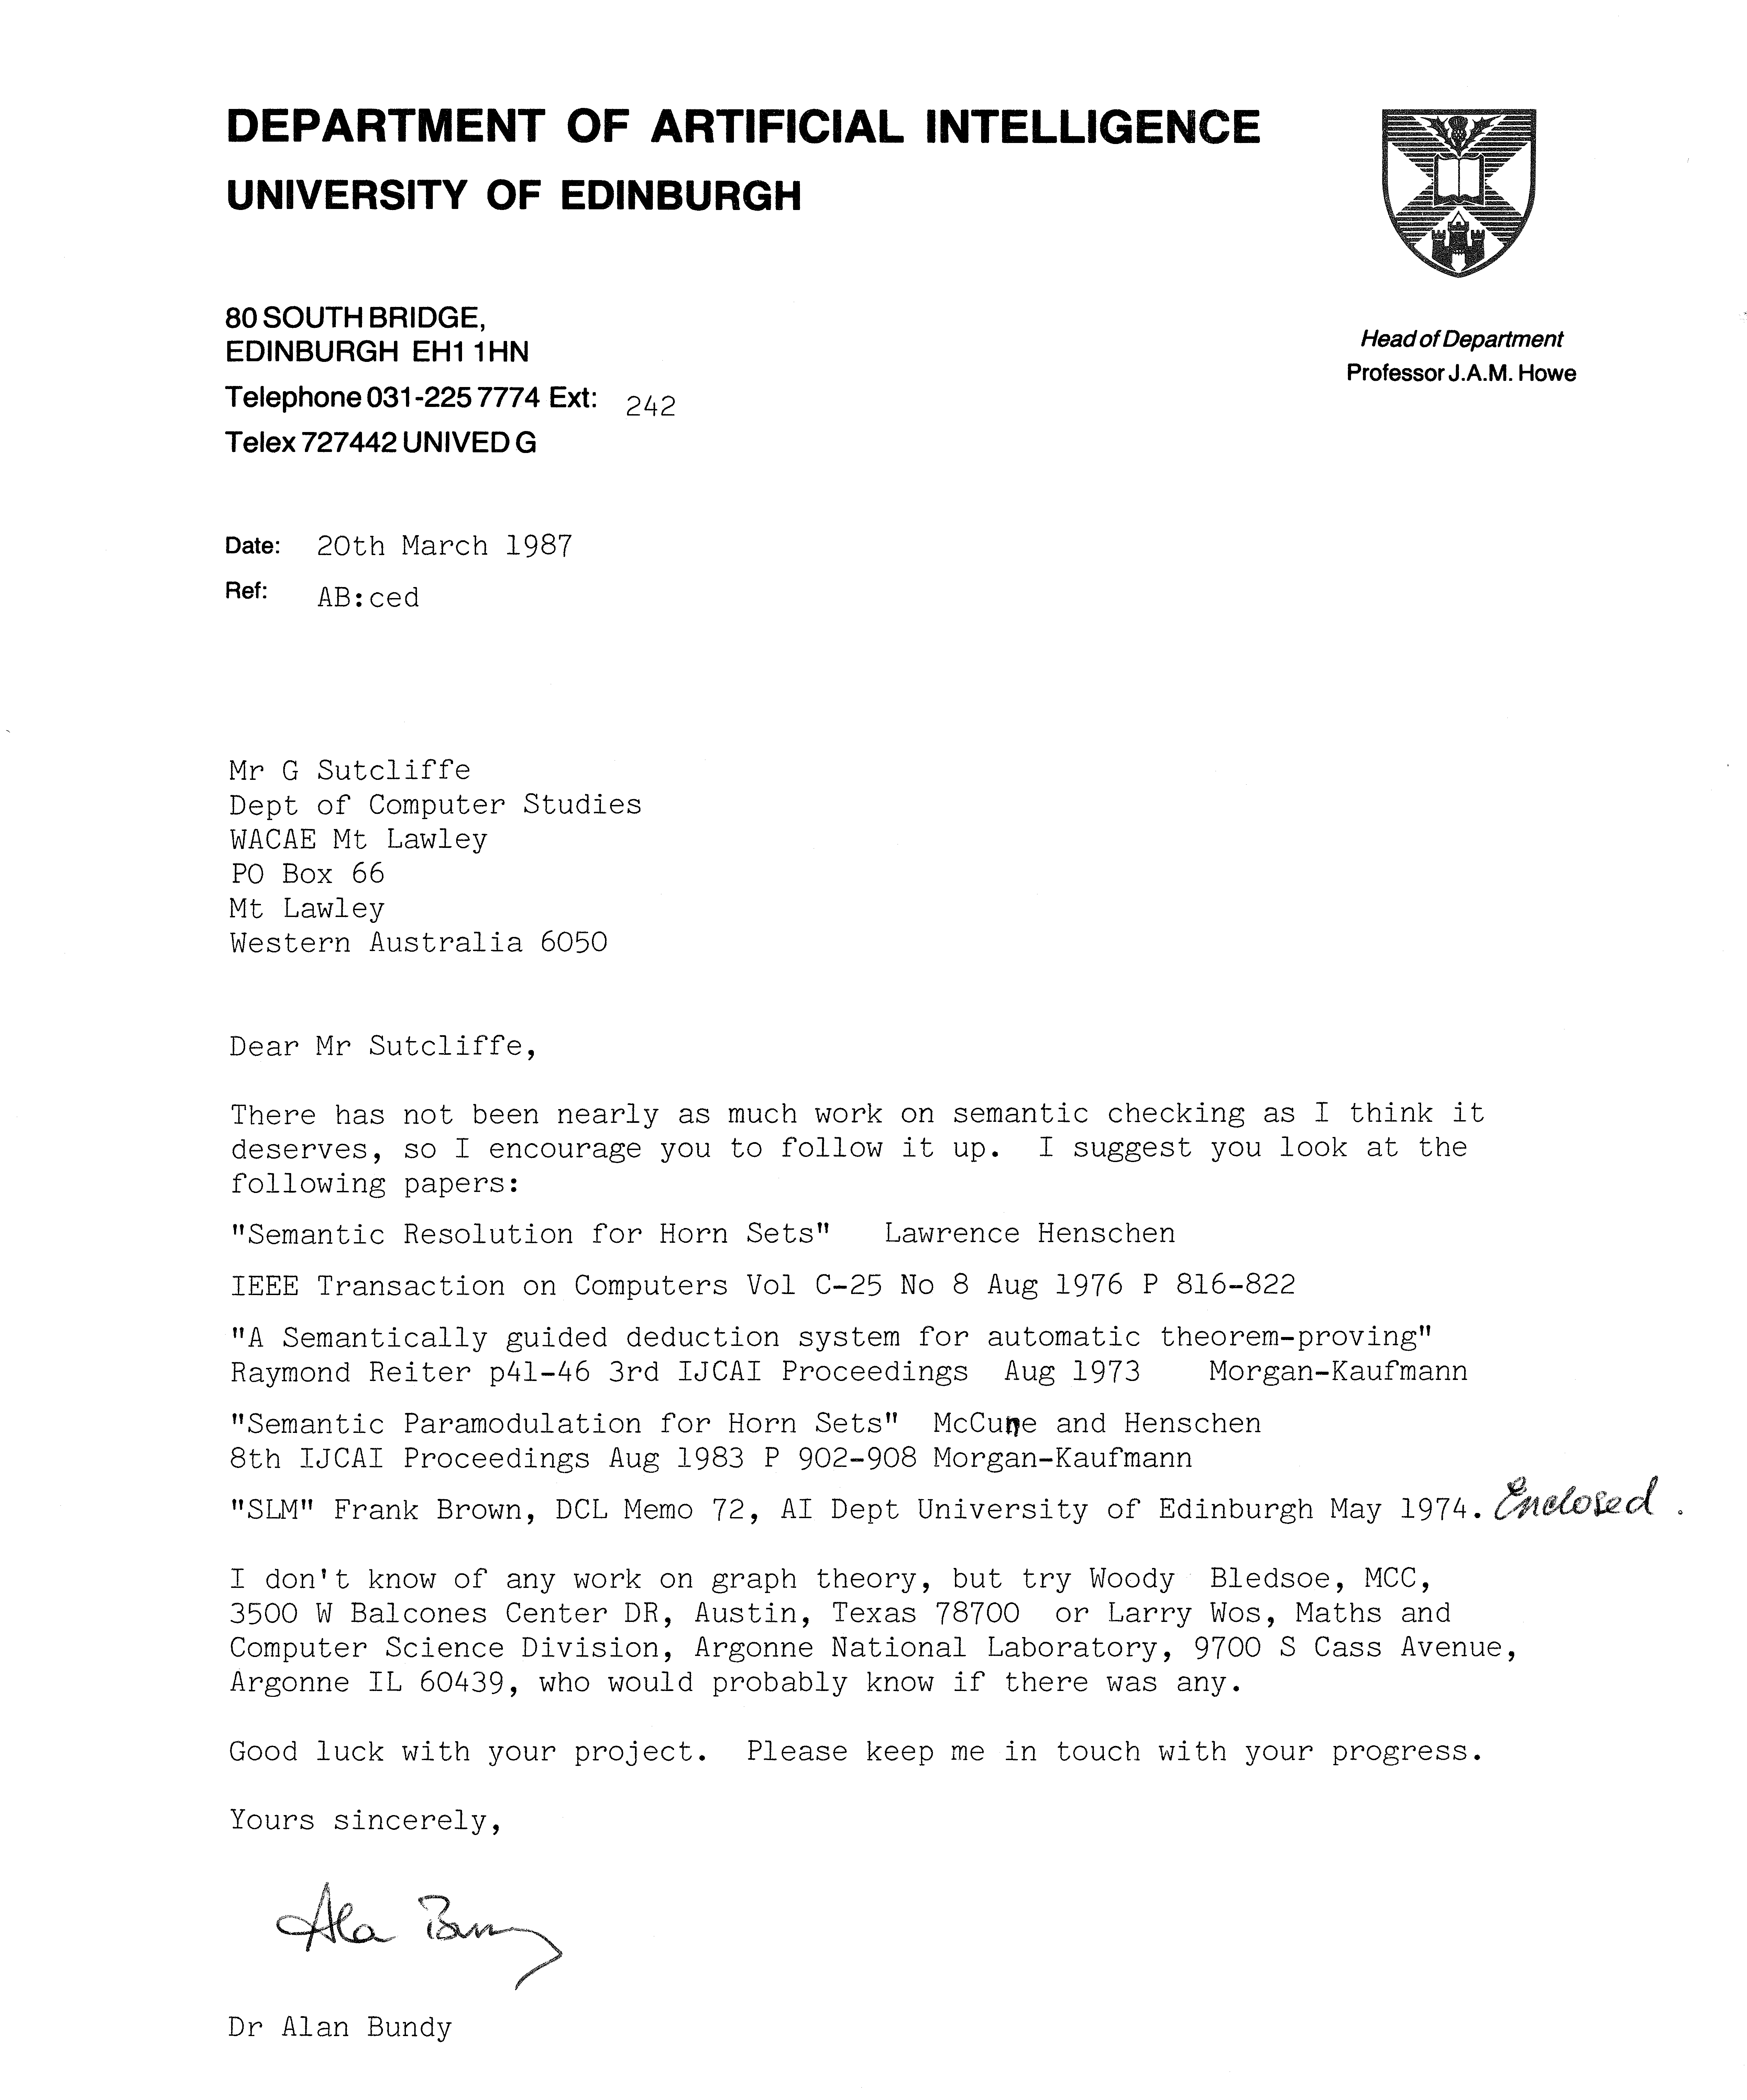 DEPARTMENT OF ARTIFICIAL INTELLIGENCE
UNIVERSITY OF EDINBURGH
80 SOUTH BRIDGE,
EDINBURGH EH1 1HN
Telephone 031-225 7774 Ext: 242
Telex 727442 UNIVED G
Head of Department
Professor J.A.M. Howe
Date: 20th March 1987
Ref: AB:ced
Mr G Sutcliffe
Dept of Computer Studies
WACAE Mt Lawley
PO Box 66
Mt Lawley
Western Australia 6050
Dear Mr Sutcliffe,
There has not been nearly as much work on semantic checking as I think it
deserves, so I encourage you to follow it up. I suggest you look at the
following papers:
"Semantic Resolution for Horn Sets" Lawrence Henschen
IEEE Transaction on Computers Vol C-25 No 8 Aug 1976 P 816-822
"A Semantically guided deduction system for automatic theorem-proving"
Raymond Reiter p41-46 3rd IJCAI Proceedings Aug 1973 Morgan-Kaufmann
"Semantic Paramodulation for Horn Sets" McCune and Henschen
8th IJCAI Proceedings Aug 1983 P 902-908 Morgan-Kaufmann
"SLM" Frank Brown, DCL Memo 72, AI Dept University of Edinburgh May 1974. Enclosed.
I don't know of any work on graph theory, but try Woody Bledsoe, MCC,
3500 W Balcones Center DR, Austin, Texas 78700 or Larry Wos, Maths and
Computer Science Division, Argonne National Laboratory, 9700 S Cass Avenue,
Argonne IL 60439, who would probably know if there was any.
Good luck with your project. Please keep me in touch with your progress.
Yours sincerely,
Alan Bundy
Dr Alan Bundy